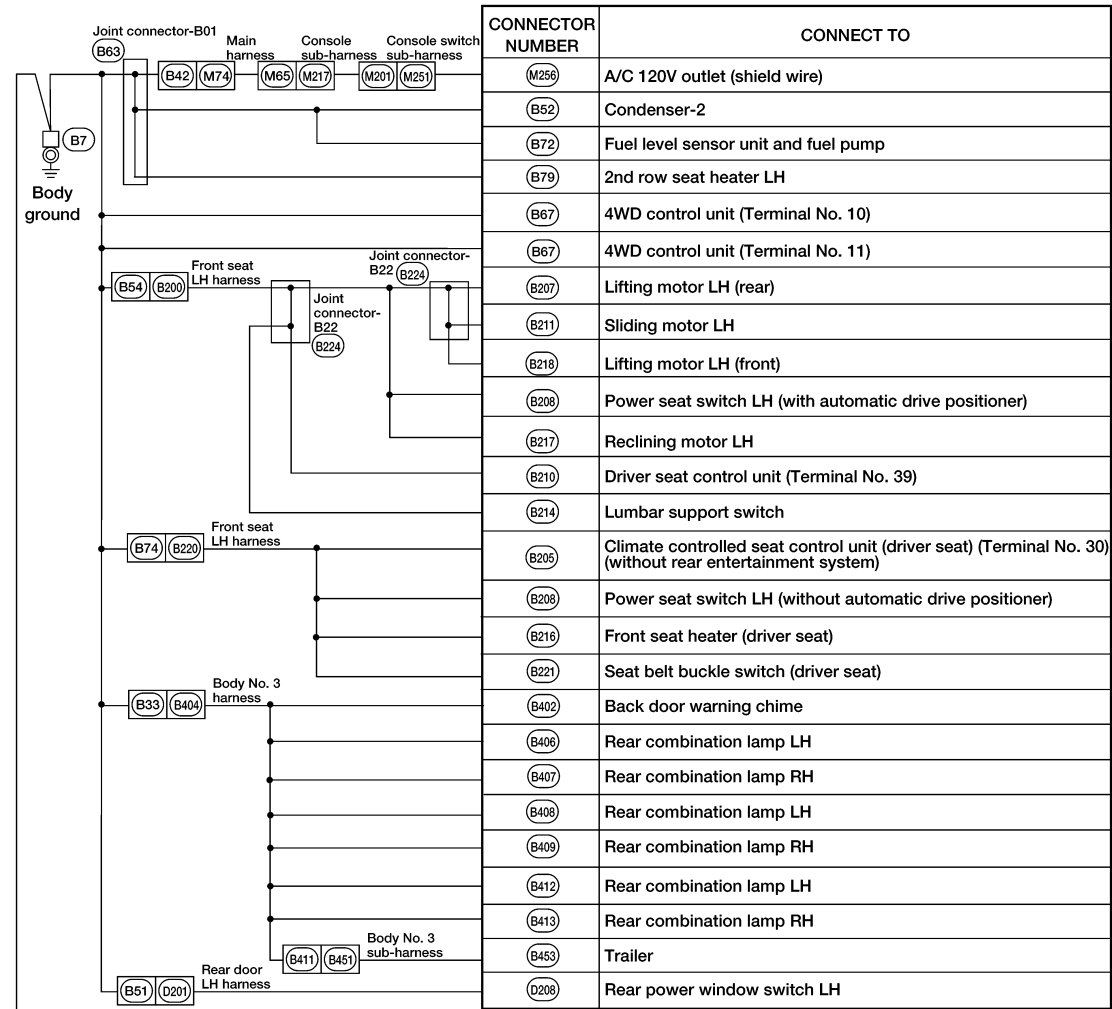 CONNECTOR NUMBER
CONNECT TO
Joint connector-B01
B63
Main harness
Console sub-harness
Console switch sub-harness
B42 M74 M65 M217 M201 M251
M256 A/C 120V outlet (shield wire)
B52 Condenser-2
B7
Body ground
B72 Fuel level sensor unit and fuel pump
B79 2nd row seat heater LH
B67 4WD control unit (Terminal No. 10)
B67 4WD control unit (Terminal No. 11)
Front seat LH harness
B54 B200
Joint connector-B22 B224
B207 Lifting motor LH (rear)
Joint connector-B22
B224
B211 Sliding motor LH
B218 Lifting motor LH (front)
B208 Power seat switch LH (with automatic drive positioner)
B217 Reclining motor LH
B210 Driver seat control unit (Terminal No. 39)
B214 Lumbar support switch
Front seat LH harness
B74 B220
B205 Climate controlled seat control unit (driver seat) (Terminal No. 30)
(without rear entertainment system)
B208 Power seat switch LH (without automatic drive positioner)
B216 Front seat heater (driver seat)
B221 Seat belt buckle switch (driver seat)
Body No. 3 harness
B33 B404
B402 Back door warning chime
B406 Rear combination lamp LH
B407 Rear combination lamp RH
B408 Rear combination lamp LH
B409 Rear combination lamp RH
B412 Rear combination lamp LH
B413 Rear combination lamp RH
Body No. 3 sub-harness
B411 B451
B453 Trailer
Rear door LH harness
B51 D201
D208 Rear power window switch LH